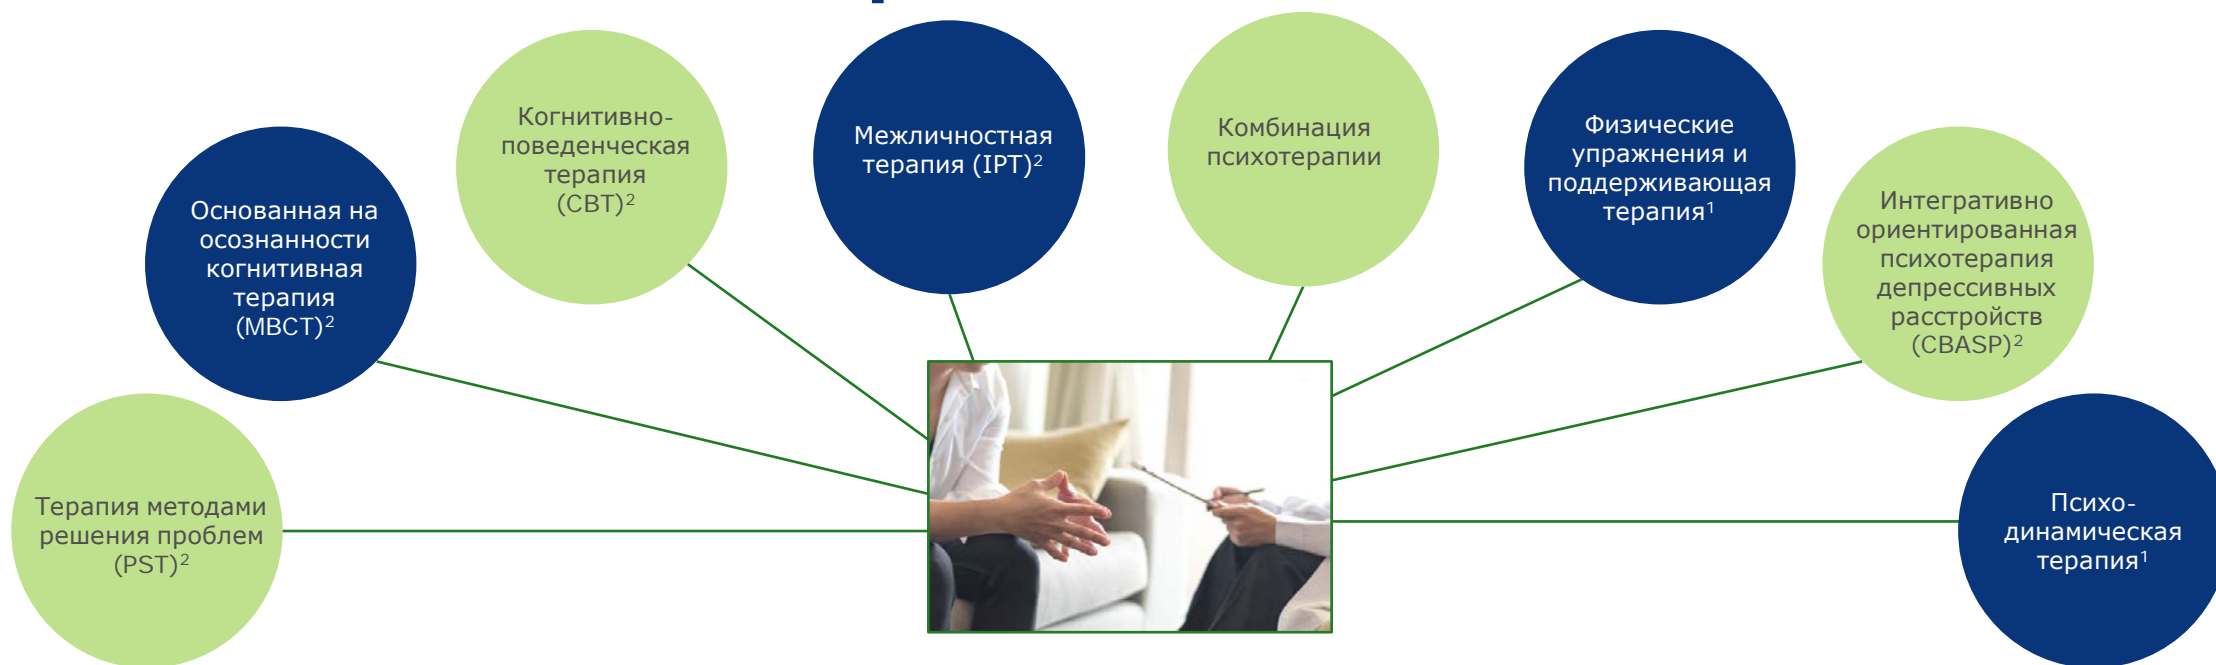 Терапия методами
решения проблем
(PST)²
Основанная на
осознанности
когнитивная
терапия
(MBCT)²
Когнитивно-
поведенческая
терапия
(CBT)²
Межличностная
терапия (IPT)²
Комбинация
психотерапии
Физические
упражнения и
поддерживающая
терапия¹
Интегративно
ориентированная
психотерапия
депрессивных
расстройств
(CBASP)²
Психо-
динамическая
терапия¹